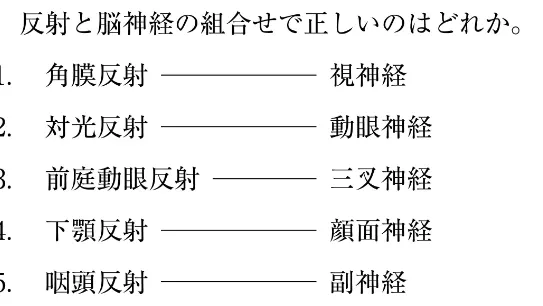 反射と脳神経の組合せで正しいのはどれか。
1. 角膜反射 ―――――― 視神経
2. 対光反射 ―――――― 動眼神経
3. 前庭動眼反射 ―――― 三叉神経
4. 下顎反射 ―――――― 顔面神経
5. 咽頭反射 ―――――― 副神経